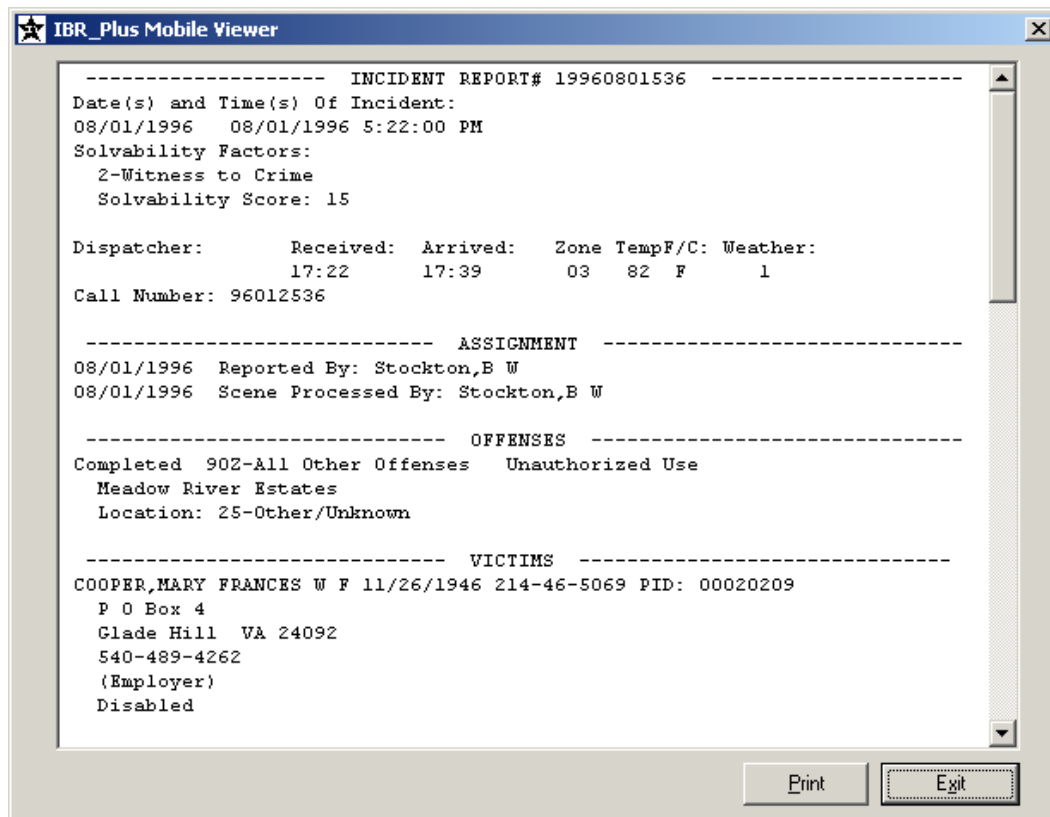 IBR_Plus Mobile Viewer
-------------------- INCIDENT REPORT# 19960801536 ---------------------
Date(s) and Time(s) Of Incident:
08/01/1996 08/01/1996 5:22:00 PM
Solvability Factors:
2-Witness to Crime
Solvability Score: 15
Dispatcher: Received: Arrived: Zone TempF/C: Weather:
17:22 17:39 03 82 F 1
Call Number: 96012536
----------------------------- ASSIGNMENT ------------------------------
08/01/1996 Reported By: Stockton,B W
08/01/1996 Scene Processed By: Stockton,B W
------------------------------ OFFENSES -------------------------------
Completed 90Z-All Other Offenses Unauthorized Use
Meadow River Estates
Location: 25-Other/Unknown
------------------------------ VICTIMS -------------------------------
COOPER,MARY FRANCES W F 11/26/1946 214-46-5069 PID: 00020209
P O Box 4
Glade Hill VA 24092
540-489-4262
(Employer)
Disabled
Print Exit